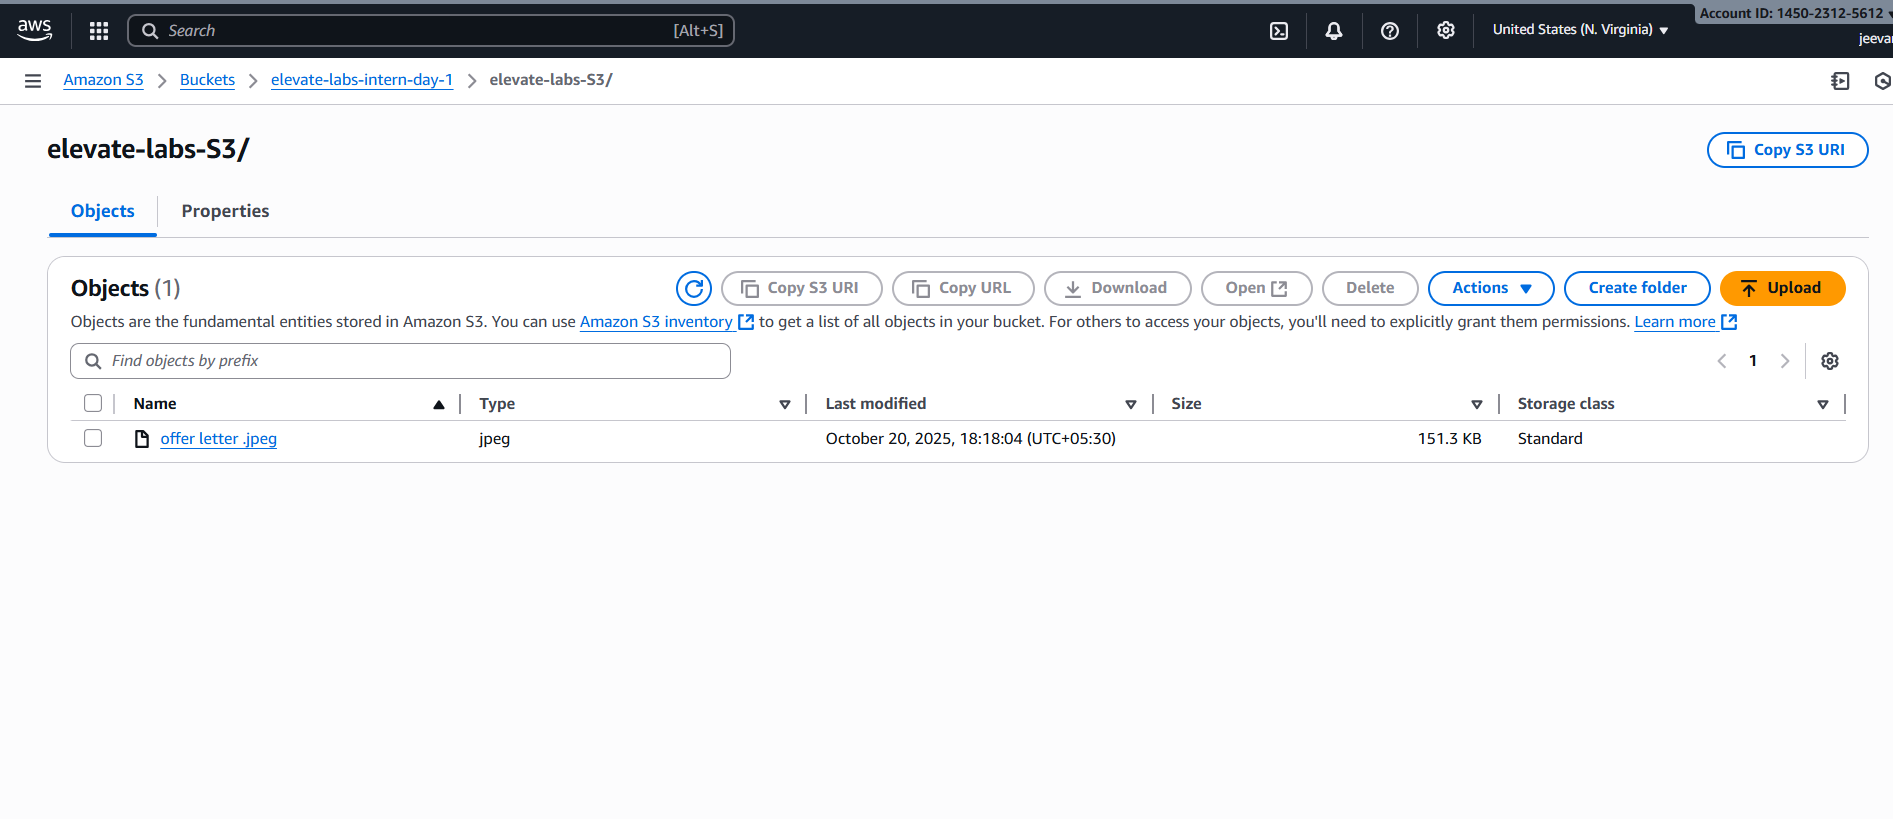 aws
Search [Alt+S]
United States (N. Virginia)
Account ID: 1450-2312-5612
Amazon S3 Buckets elevate-labs-intern-day-1 elevate-labs-S3/
elevate-labs-S3/
Copy S3 URI
Objects Properties
Objects (1) Copy S3 URI Copy URL Download Open Delete Actions Create folder Upload
Objects are the fundamental entities stored in Amazon S3. You can use Amazon S3 inventory to get a list of all objects in your bucket. For others to access your objects, you'll need to explicitly grant them permissions. Learn more
Find objects by prefix
1
Name Type Last modified Size Storage class
offer letter .jpeg jpeg October 20, 2025, 18:18:04 (UTC+05:30) 151.3 KB Standard